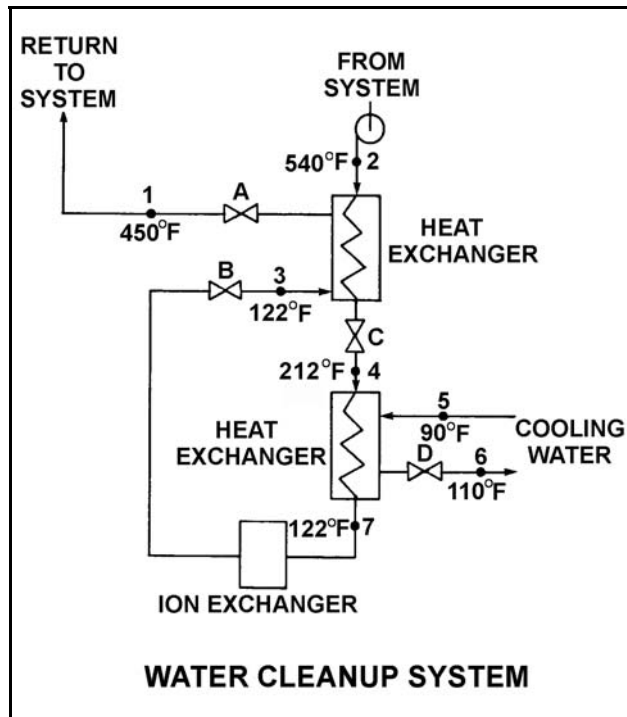 RETURN
TO
SYSTEM
FROM
SYSTEM
540°F 2
1
A
450°F
HEAT
EXCHANGER
B
3
122°F
C
212°F 4
HEAT
EXCHANGER
5
90°F
COOLING
WATER
D
6
110°F
122°F 7
ION EXCHANGER
WATER CLEANUP SYSTEM